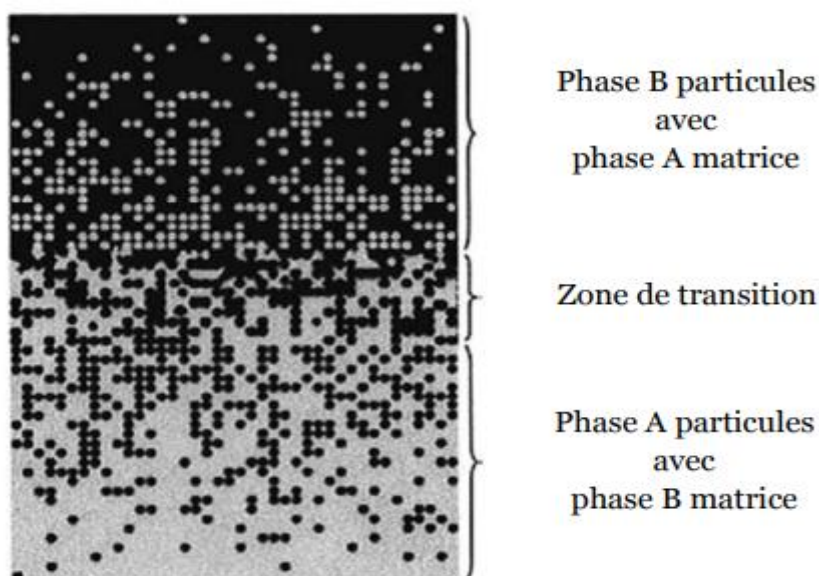 Phase B particules
avec
phase A matrice
Zone de transition
Phase A particules
avec
phase B matrice